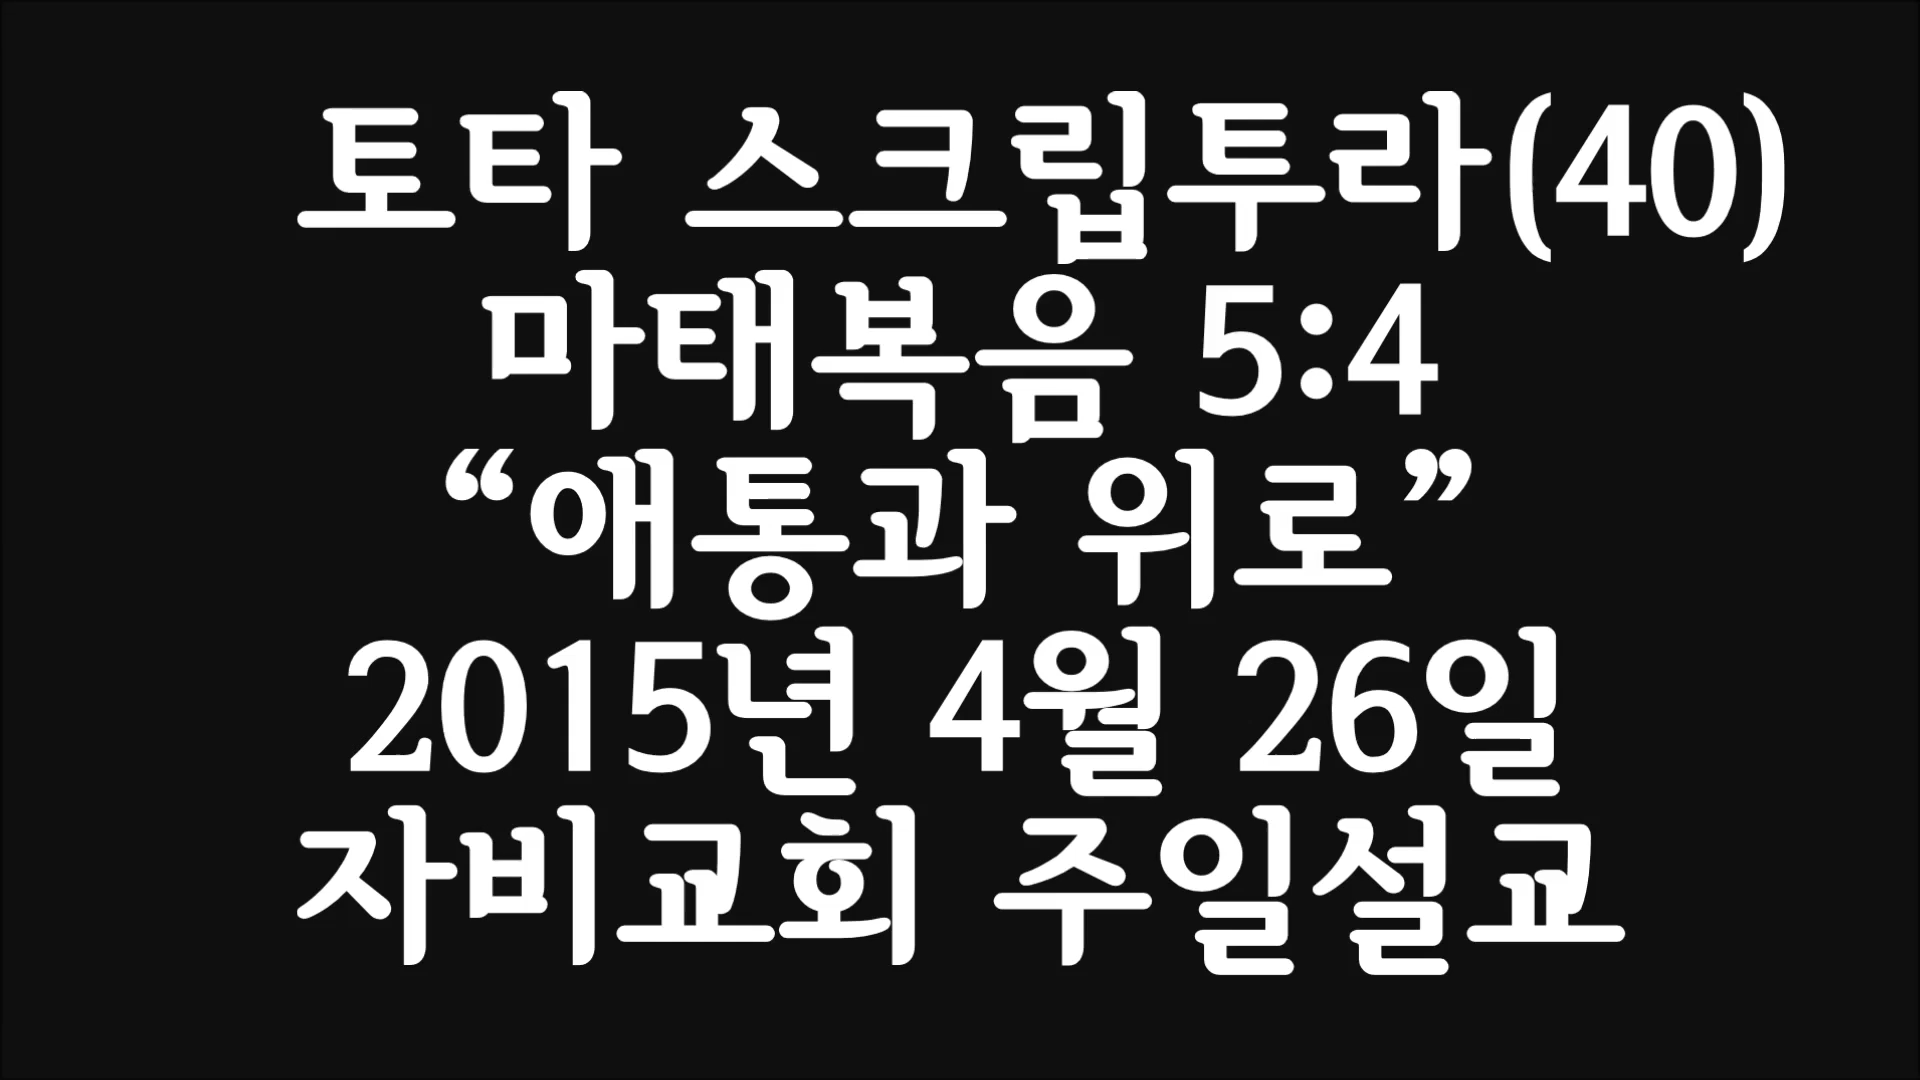 토타 스크립투라(40)
마태복음 5:4
“애통과 위로”
2015년 4월 26일
자비교회 주일설교